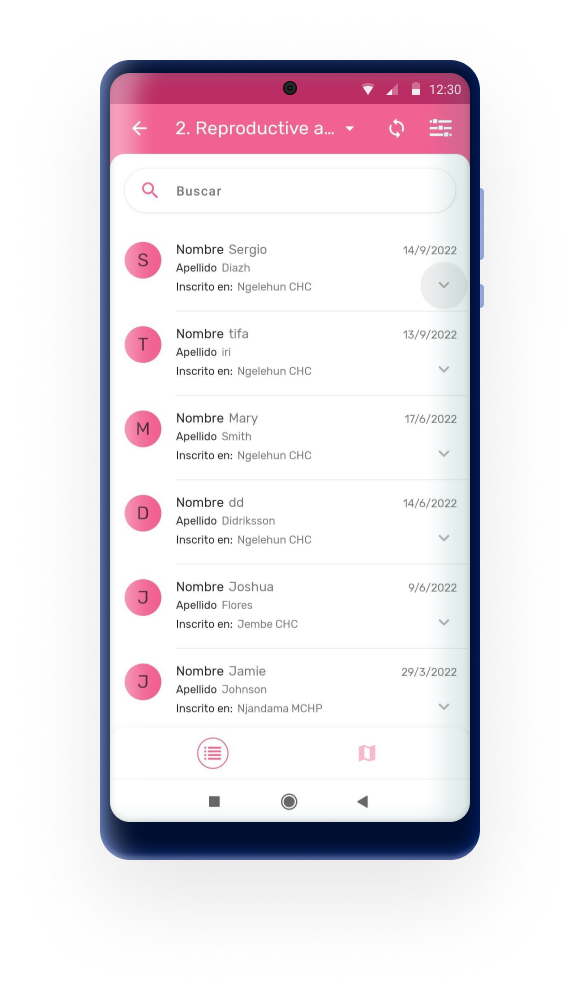 12:30
2. Reproductive a...
Buscar
S
Nombre Sergio 14/9/2022
Apellido Diazh
Inscrito en: Ngelehun CHC
T
Nombre tifa 13/9/2022
Apellido iri
Inscrito en: Ngelehun CHC
M
Nombre Mary 17/6/2022
Apellido Smith
Inscrito en: Ngelehun CHC
D
Nombre dd 14/6/2022
Apellido Didriksson
Inscrito en: Ngelehun CHC
J
Nombre Joshua 9/6/2022
Apellido Flores
Inscrito en: Jembe CHC
J
Nombre Jamie 29/3/2022
Apellido Johnson
Inscrito en: Njandama MCHP